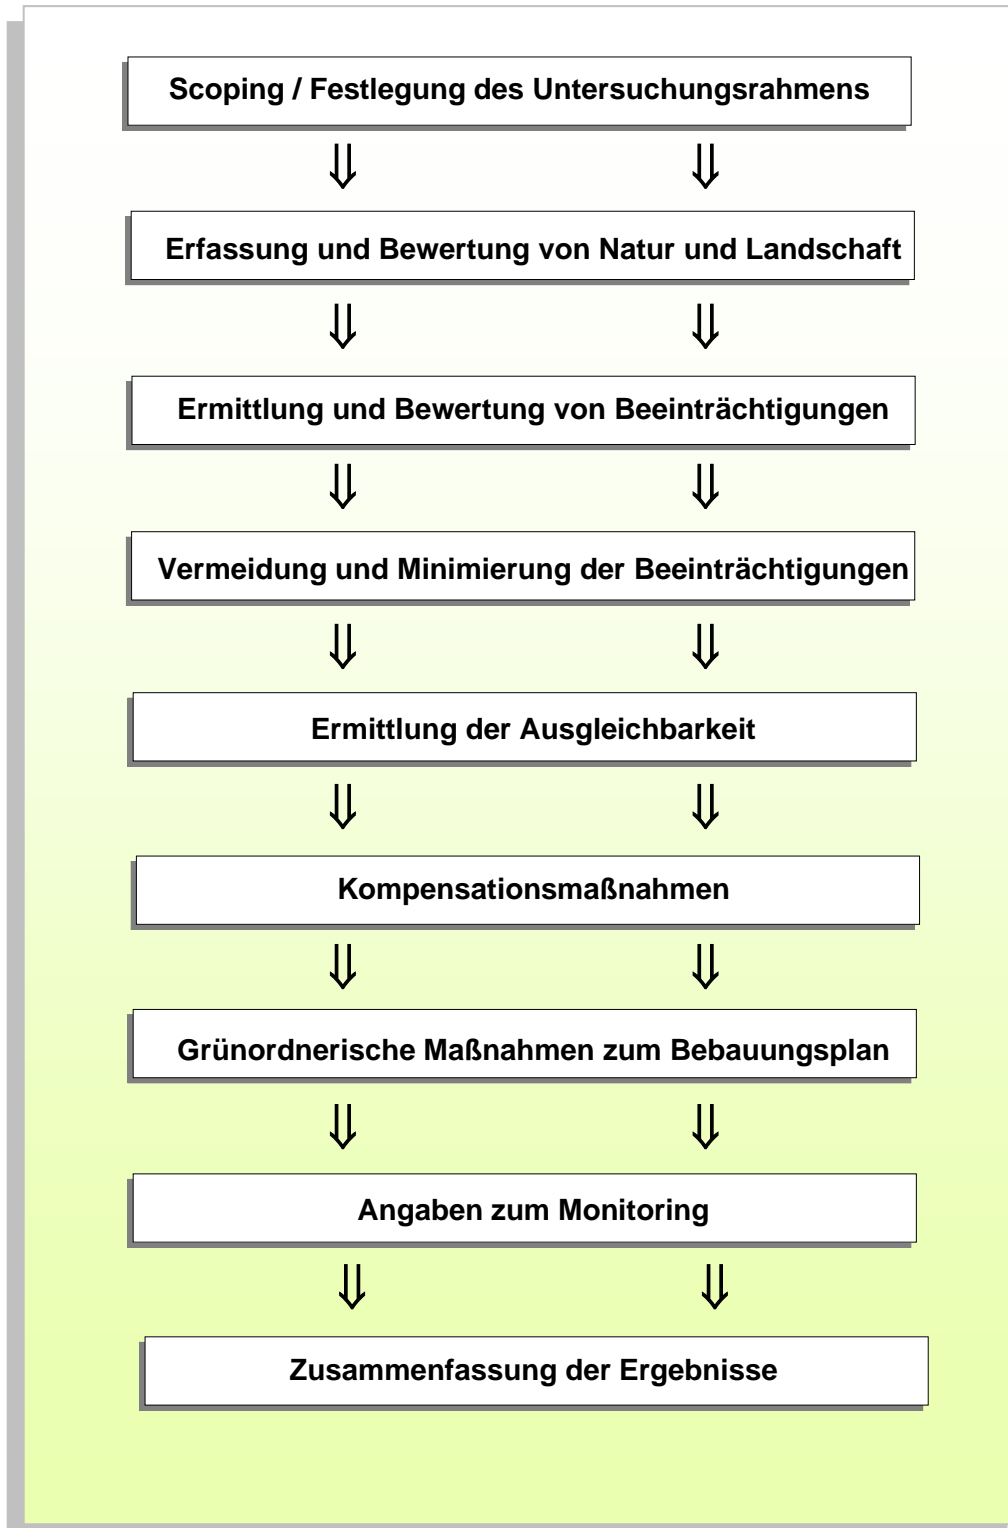 Scoping / Festlegung des Untersuchungsrahmens
⇓ ⇓
Erfassung und Bewertung von Natur und Landschaft
⇓ ⇓
Ermittlung und Bewertung von Beeinträchtigungen
⇓ ⇓
Vermeidung und Minimierung der Beeinträchtigungen
⇓ ⇓
Ermittlung der Ausgleichbarkeit
⇓ ⇓
Kompensationsmaßnahmen
⇓ ⇓
Grünordnerische Maßnahmen zum Bebauungsplan
⇓ ⇓
Angaben zum Monitoring
⇓ ⇓
Zusammenfassung der Ergebnisse